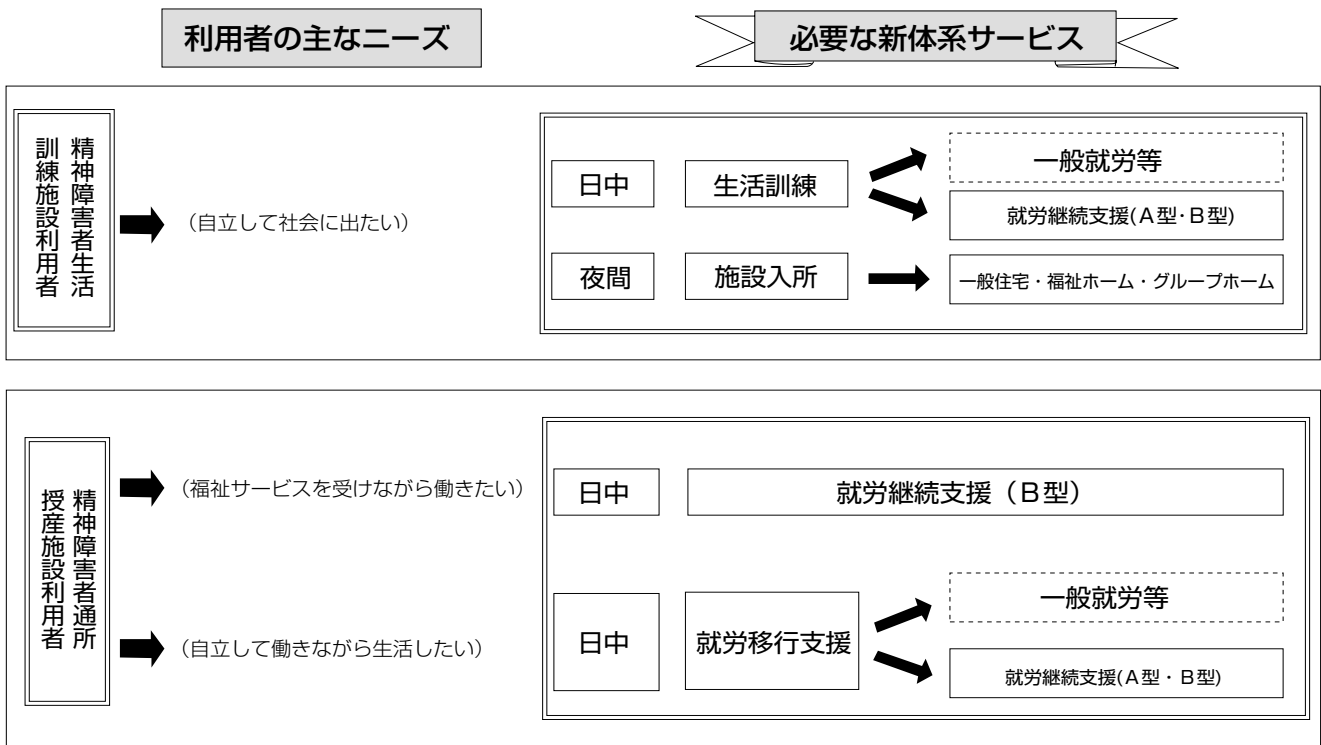 利用者の主なニーズ
必要な新体系サービス
精神障害者生活
訓練施設利用者
（自立して社会に出たい）
日中
生活訓練
一般就労等
就労継続支援(Ａ型・Ｂ型)
夜間
施設入所
一般住宅・福祉ホーム・グループホーム
精神障害者通所
授産施設利用者
（福祉サービスを受けながら働きたい）
日中
就労継続支援（Ｂ型）
（自立して働きながら生活したい）
日中
就労移行支援
一般就労等
就労継続支援(Ａ型・Ｂ型)